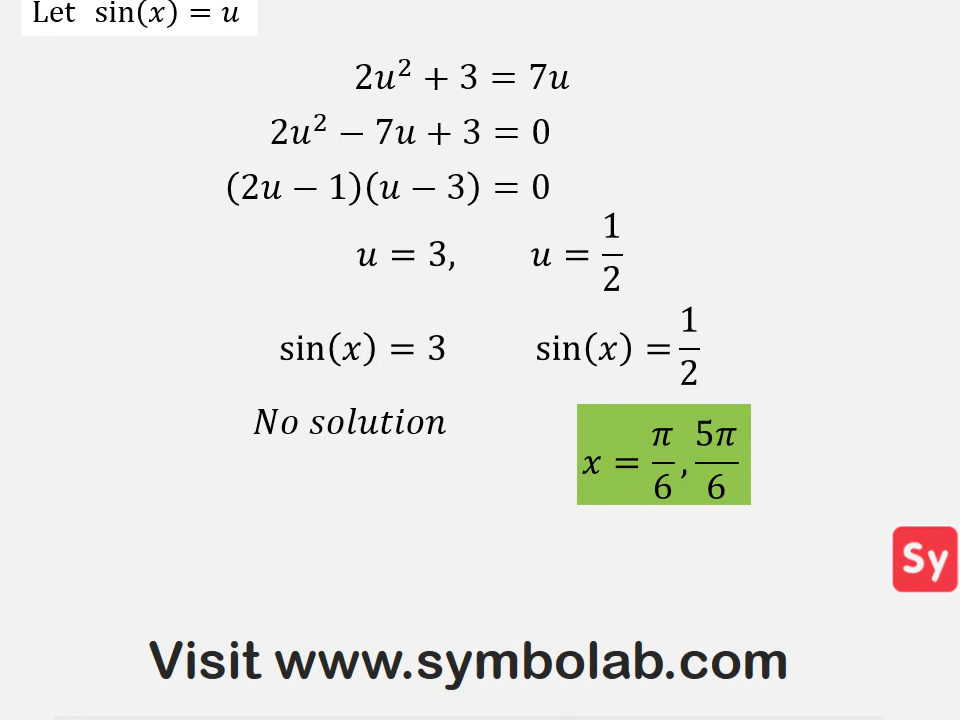 Let sin(x) = u
2u² + 3 = 7u
2u² − 7u + 3 = 0
(2u − 1)(u − 3) = 0
u = 3, u = 1/2
sin(x) = 3 sin(x) = 1/2
No solution
x = π/6, 5π/6
Sy
Visit www.symbolab.com